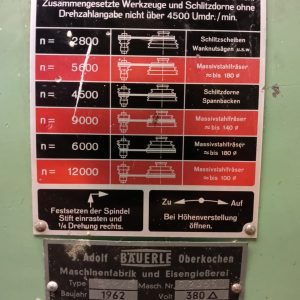 Zusammengesetzte Werkzeuge und Schlitzdorne ohne
Drehzahlangabe nicht über 4500 Umdr./min.
n = 2800 Schlitzscheiben
Wanknutsägen u.s.w
n = 5600 Massivstahlfräser
≈ bis 180 ø
n = 4500 Schlitzdorne
Spannbacken
n = 9000 Massivstahlfräser
≈ bis 140 ø
n = 6000 Massivstahlfräser
≈ bis 180 ø
n = 12000 Massivstahlfräser
≈ bis 100 ø
Festsetzen der Spindel
Stift einrasten und
¼ Drehung rechts.
Zu Auf
Bei Höhenverstellung
öffnen.
Adolf BÄUERLE Oberkochen
Maschinenfabrik und Eisengießerei
Type Masch. Nr.
Baujahr 1962 Volt 380 Δ